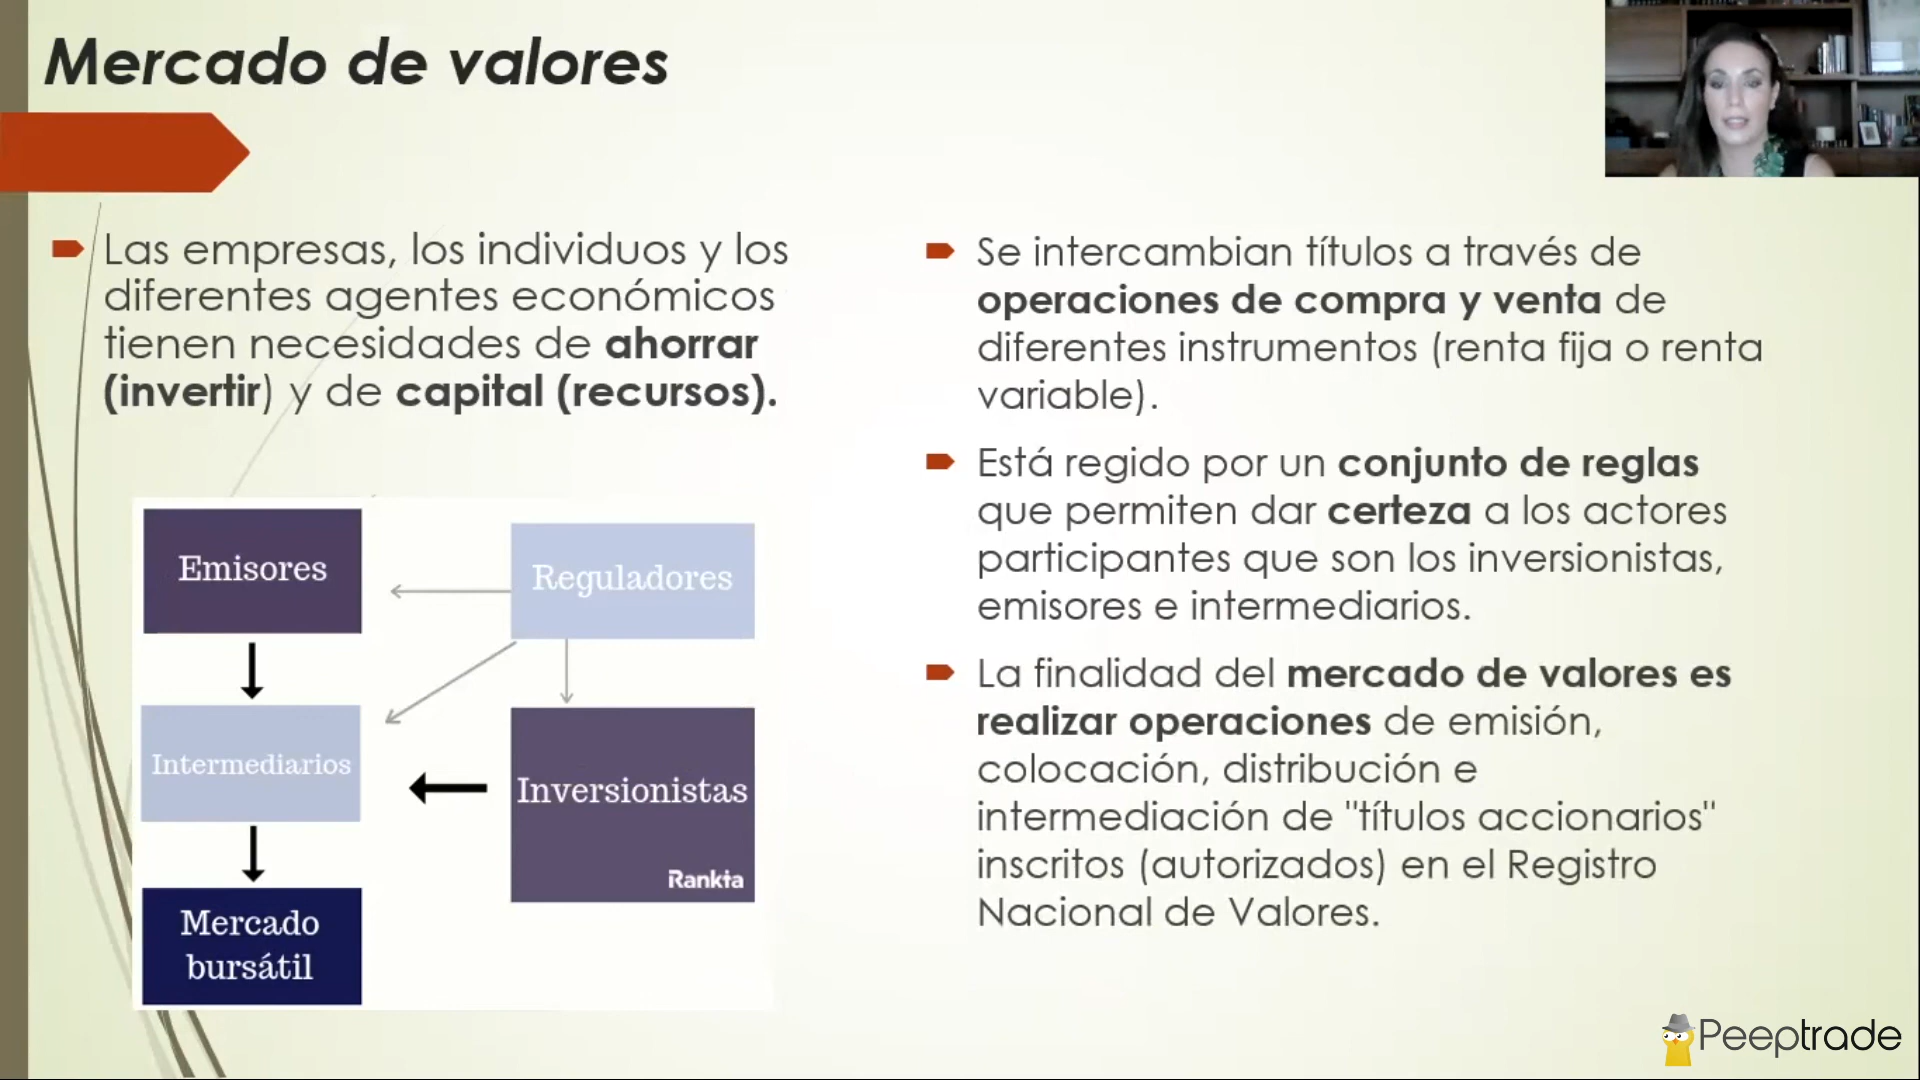 Mercado de valores
Las empresas, los individuos y los
diferentes agentes económicos
tienen necesidades de ahorrar
(invertir) y de capital (recursos).
Emisores
Reguladores
Intermediarios
Inversionistas
Rankia
Mercado
bursátil
Se intercambian títulos a través de
operaciones de compra y venta de
diferentes instrumentos (renta fija o renta
variable).
Está regido por un conjunto de reglas
que permiten dar certeza a los actores
participantes que son los inversionistas,
emisores e intermediarios.
La finalidad del mercado de valores es
realizar operaciones de emisión,
colocación, distribución e
intermediación de "títulos accionarios"
inscritos (autorizados) en el Registro
Nacional de Valores.
Peeptrade